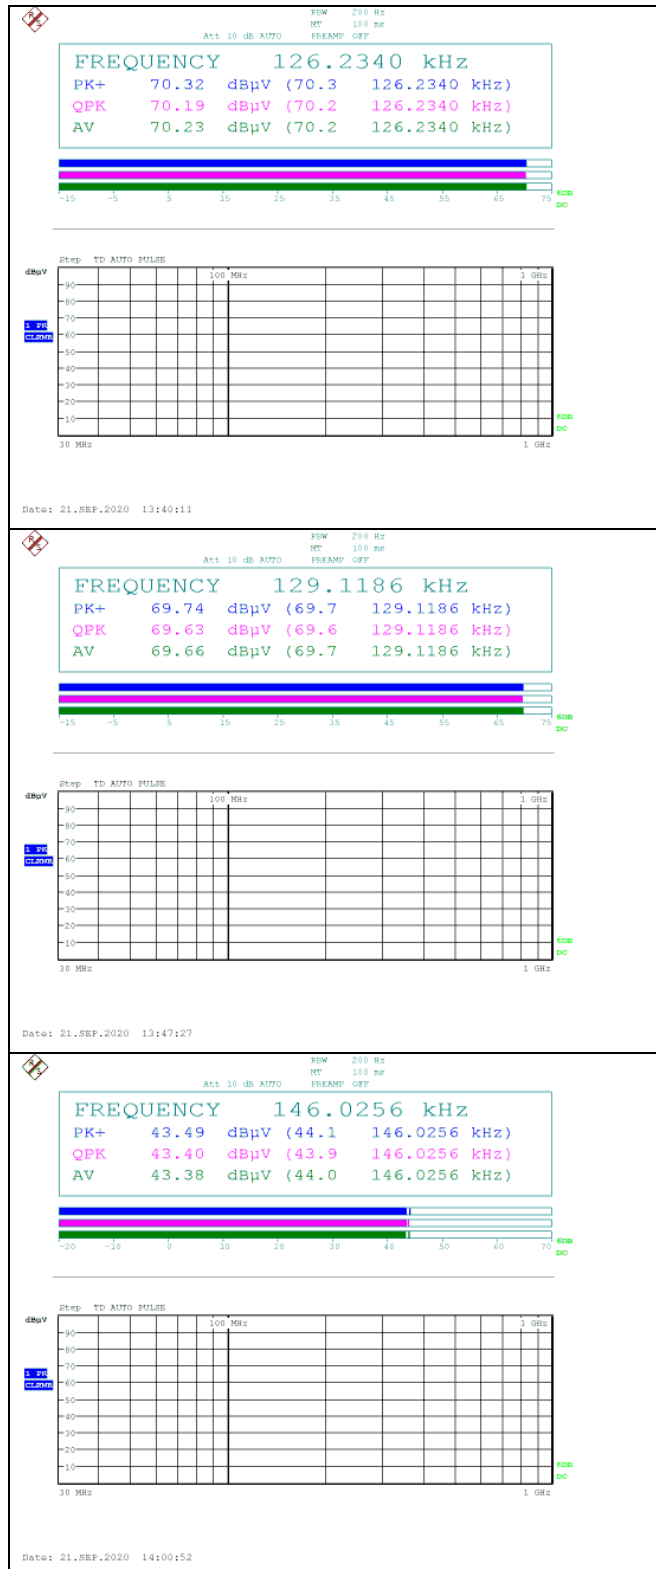 RBW 200 Hz
MT 100 ms
Att 10 dB AUTO PREAMP OFF
FREQUENCY 126.2340 kHz
PK+ 70.32 dBµV (70.3 126.2340 kHz)
QPK 70.19 dBµV (70.2 126.2340 kHz)
AV 70.23 dBµV (70.2 126.2340 kHz)
-15 -5 5 15 25 35 45 55 65 75
6DB
DC
Step TD AUTO PULSE
dBµV
100 MHz 1 GHz
90
80
70
1 PK
CLRWR
60
50
40
30
20
10
6DB
DC
30 MHz 1 GHz
Date: 21.SEP.2020 13:40:11
RBW 200 Hz
MT 100 ms
Att 10 dB AUTO PREAMP OFF
FREQUENCY 129.1186 kHz
PK+ 69.74 dBµV (69.7 129.1186 kHz)
QPK 69.63 dBµV (69.6 129.1186 kHz)
AV 69.66 dBµV (69.7 129.1186 kHz)
-15 -5 5 15 25 35 45 55 65 75
6DB
DC
Step TD AUTO PULSE
dBµV
100 MHz 1 GHz
90
80
70
1 PK
CLRWR
60
50
40
30
20
10
6DB
DC
30 MHz 1 GHz
Date: 21.SEP.2020 13:47:27
RBW 200 Hz
MT 100 ms
Att 10 dB AUTO PREAMP OFF
FREQUENCY 146.0256 kHz
PK+ 43.49 dBµV (44.1 146.0256 kHz)
QPK 43.40 dBµV (43.9 146.0256 kHz)
AV 43.38 dBµV (44.0 146.0256 kHz)
-20 -10 0 10 20 30 40 50 60 70
6DB
DC
Step TD AUTO PULSE
dBµV
100 MHz 1 GHz
90
80
70
1 PK
CLRWR
60
50
40
30
20
10
6DB
DC
30 MHz 1 GHz
Date: 21.SEP.2020 14:00:52